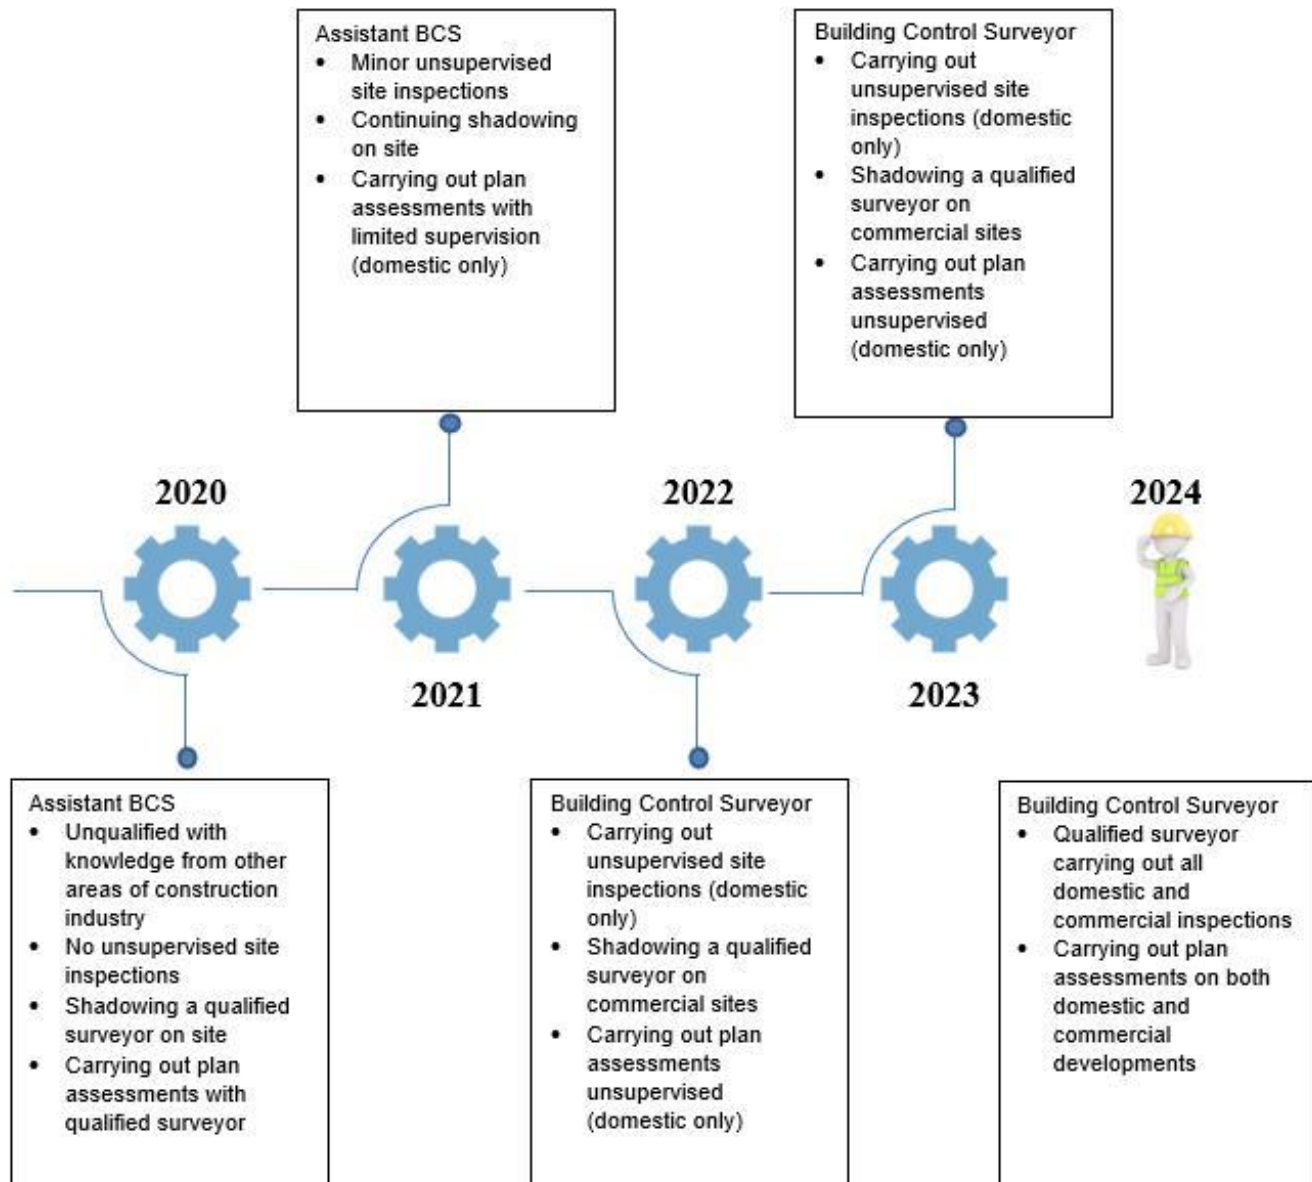 Assistant BCS
• Minor unsupervised
site inspections
• Continuing shadowing
on site
• Carrying out plan
assessments with
limited supervision
(domestic only)
Building Control Surveyor
• Carrying out
unsupervised site
inspections (domestic
only)
• Shadowing a qualified
surveyor on
commercial sites
• Carrying out plan
assessments
unsupervised
(domestic only)
2020
2022
2024
2021
2023
Assistant BCS
• Unqualified with
knowledge from other
areas of construction
industry
• No unsupervised site
inspections
• Shadowing a qualified
surveyor on site
• Carrying out plan
assessments with
qualified surveyor
Building Control Surveyor
• Carrying out
unsupervised site
inspections (domestic
only)
• Shadowing a qualified
surveyor on
commercial sites
• Carrying out plan
assessments
unsupervised
(domestic only)
Building Control Surveyor
• Qualified surveyor
carrying out all
domestic and
commercial inspections
• Carrying out plan
assessments on both
domestic and
commercial
developments